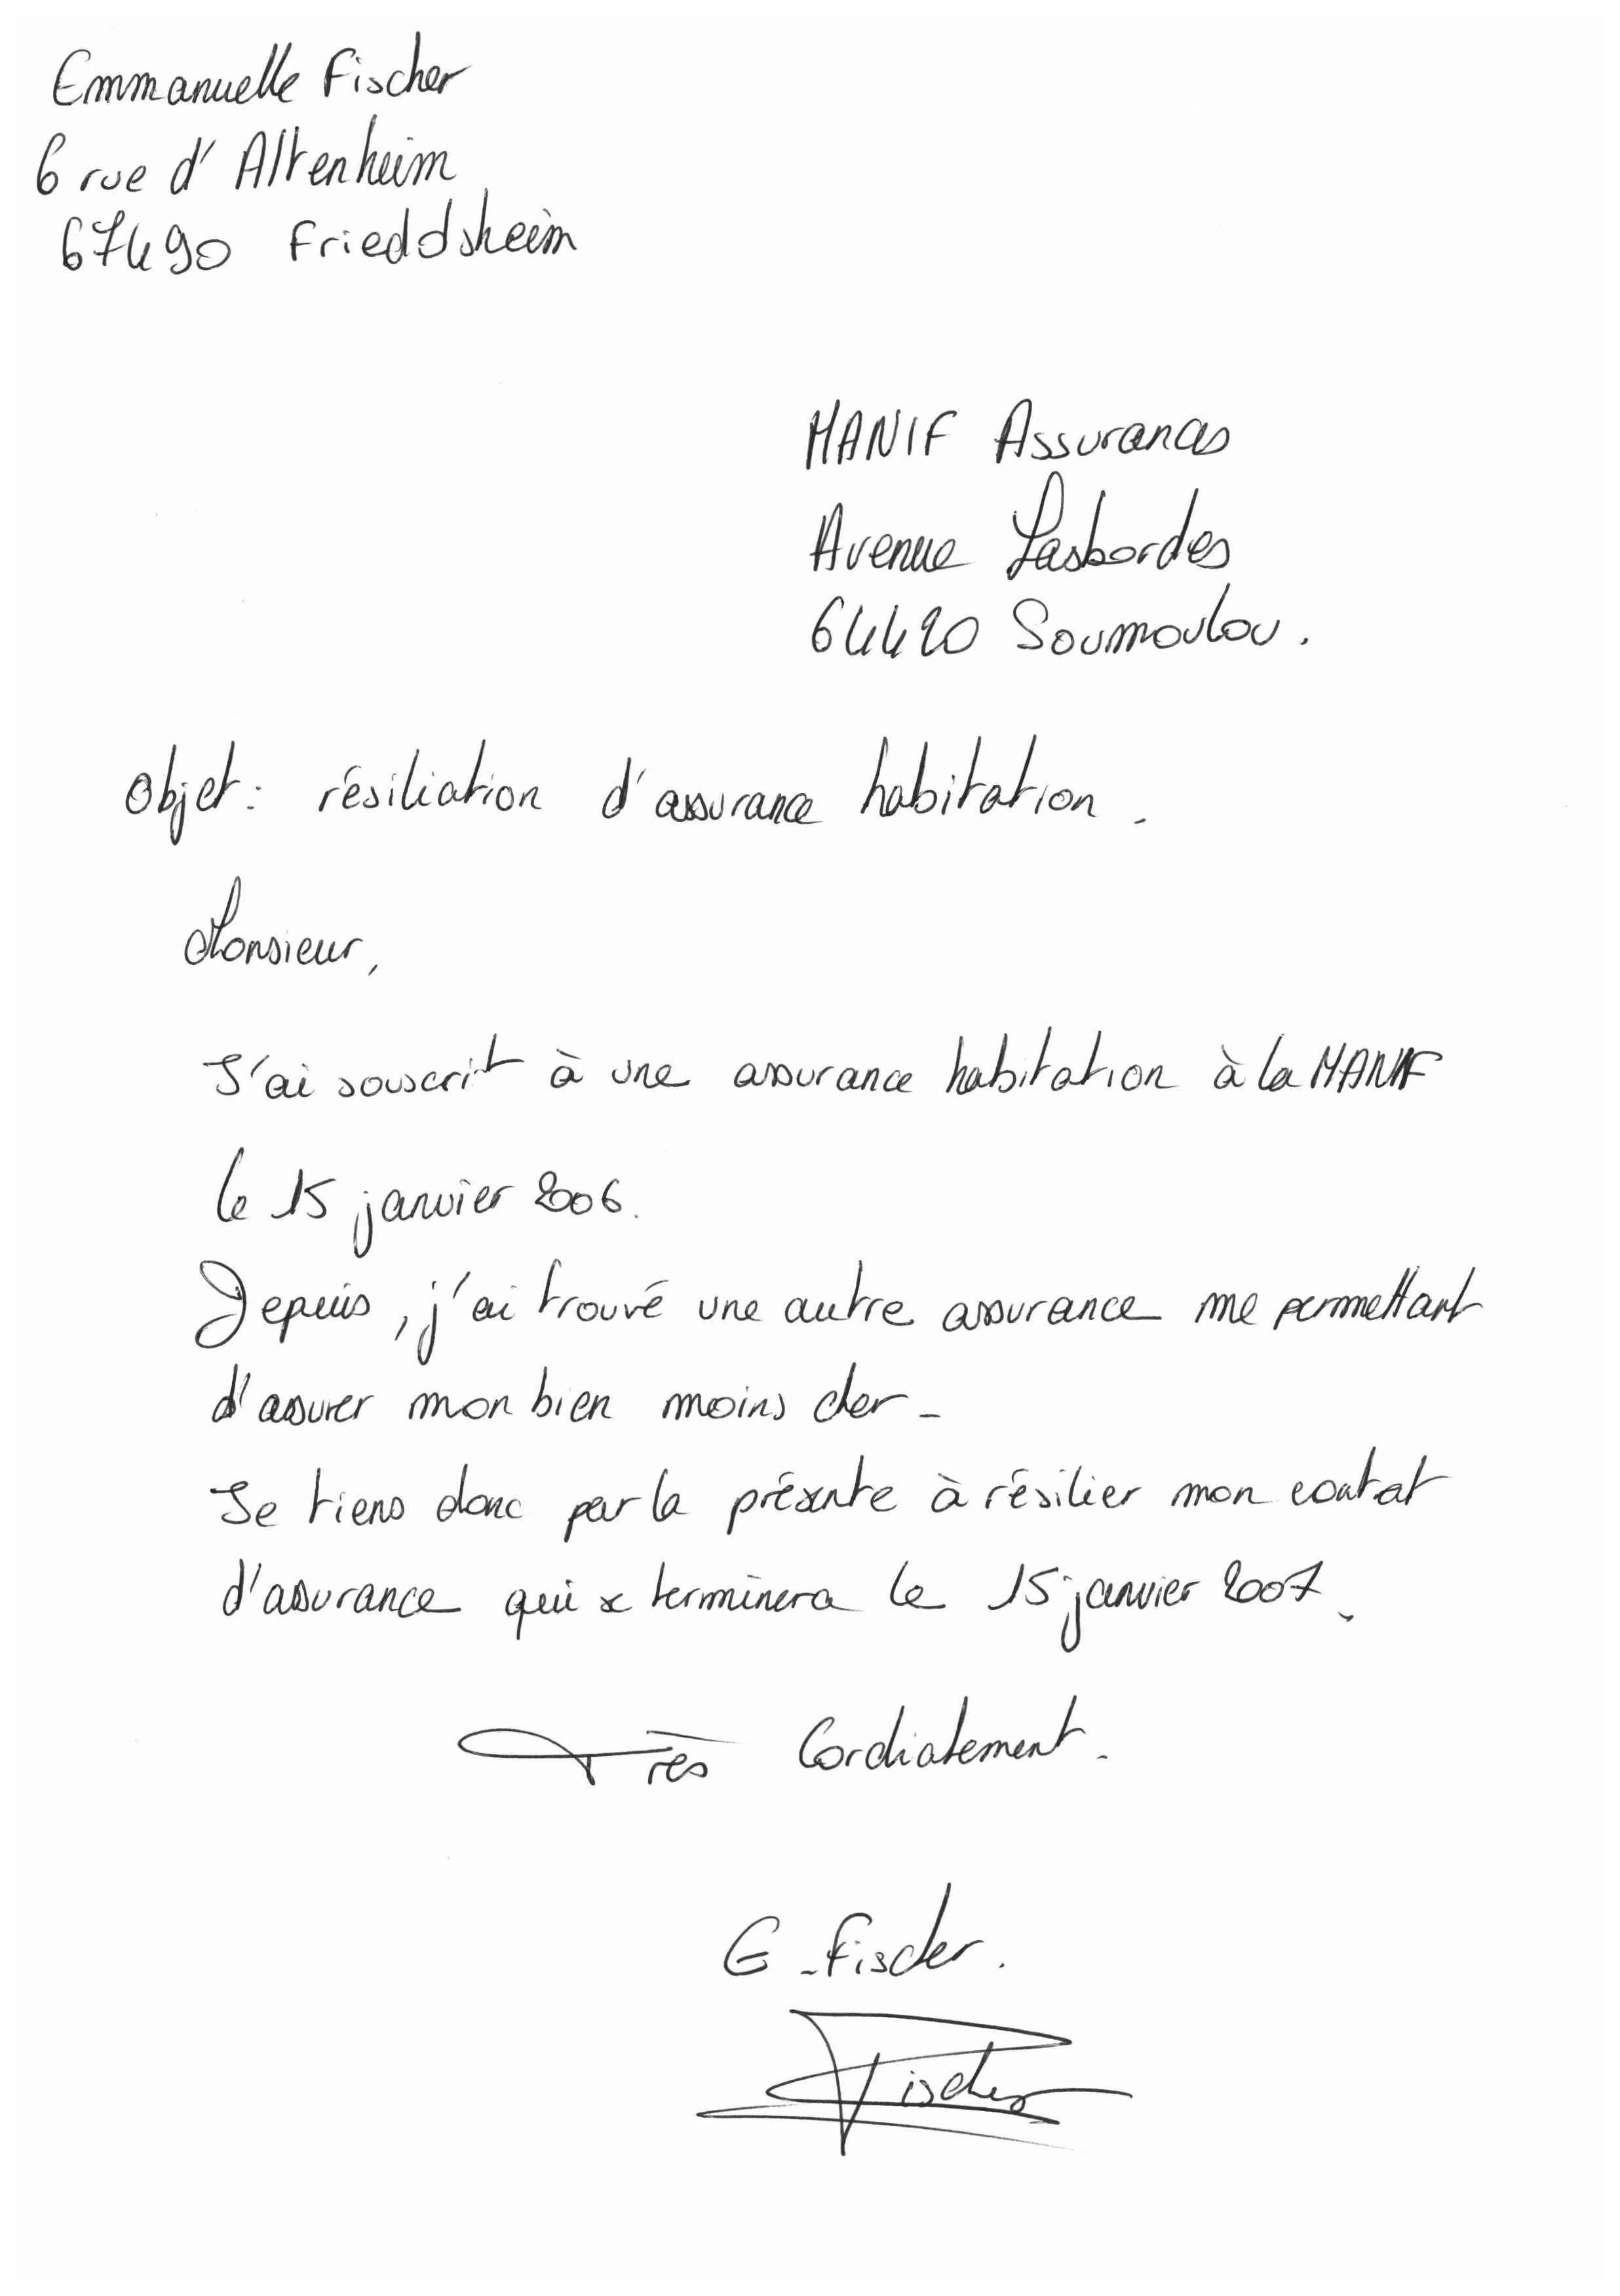 Emmanuelle Fischer
6 rue d'Altenheim
67490 Frieddsheim
MANIF Assurances
Avenue Lasbordes
64420 Soumoulou.
Objet : résiliation d'assurance habitation.
Monsieur,
J'ai souscrit à une assurance habitation à la MANIF
le 15 janvier 2006.
Depuis, j'ai trouvé une autre assurance me permettant
d'assurer mon bien moins cher.
Je tiens donc par la présente à résilier mon contrat
d'assurance qui se terminera le 15 janvier 2007.
Très Cordialement.
E. Fischer.
Fischer